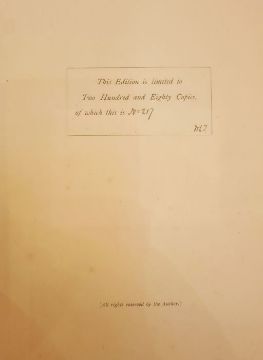 This Edition is limited to
Two Hundred and Eighty Copies,
of which this is No 217
(All rights reserved by the Author.)